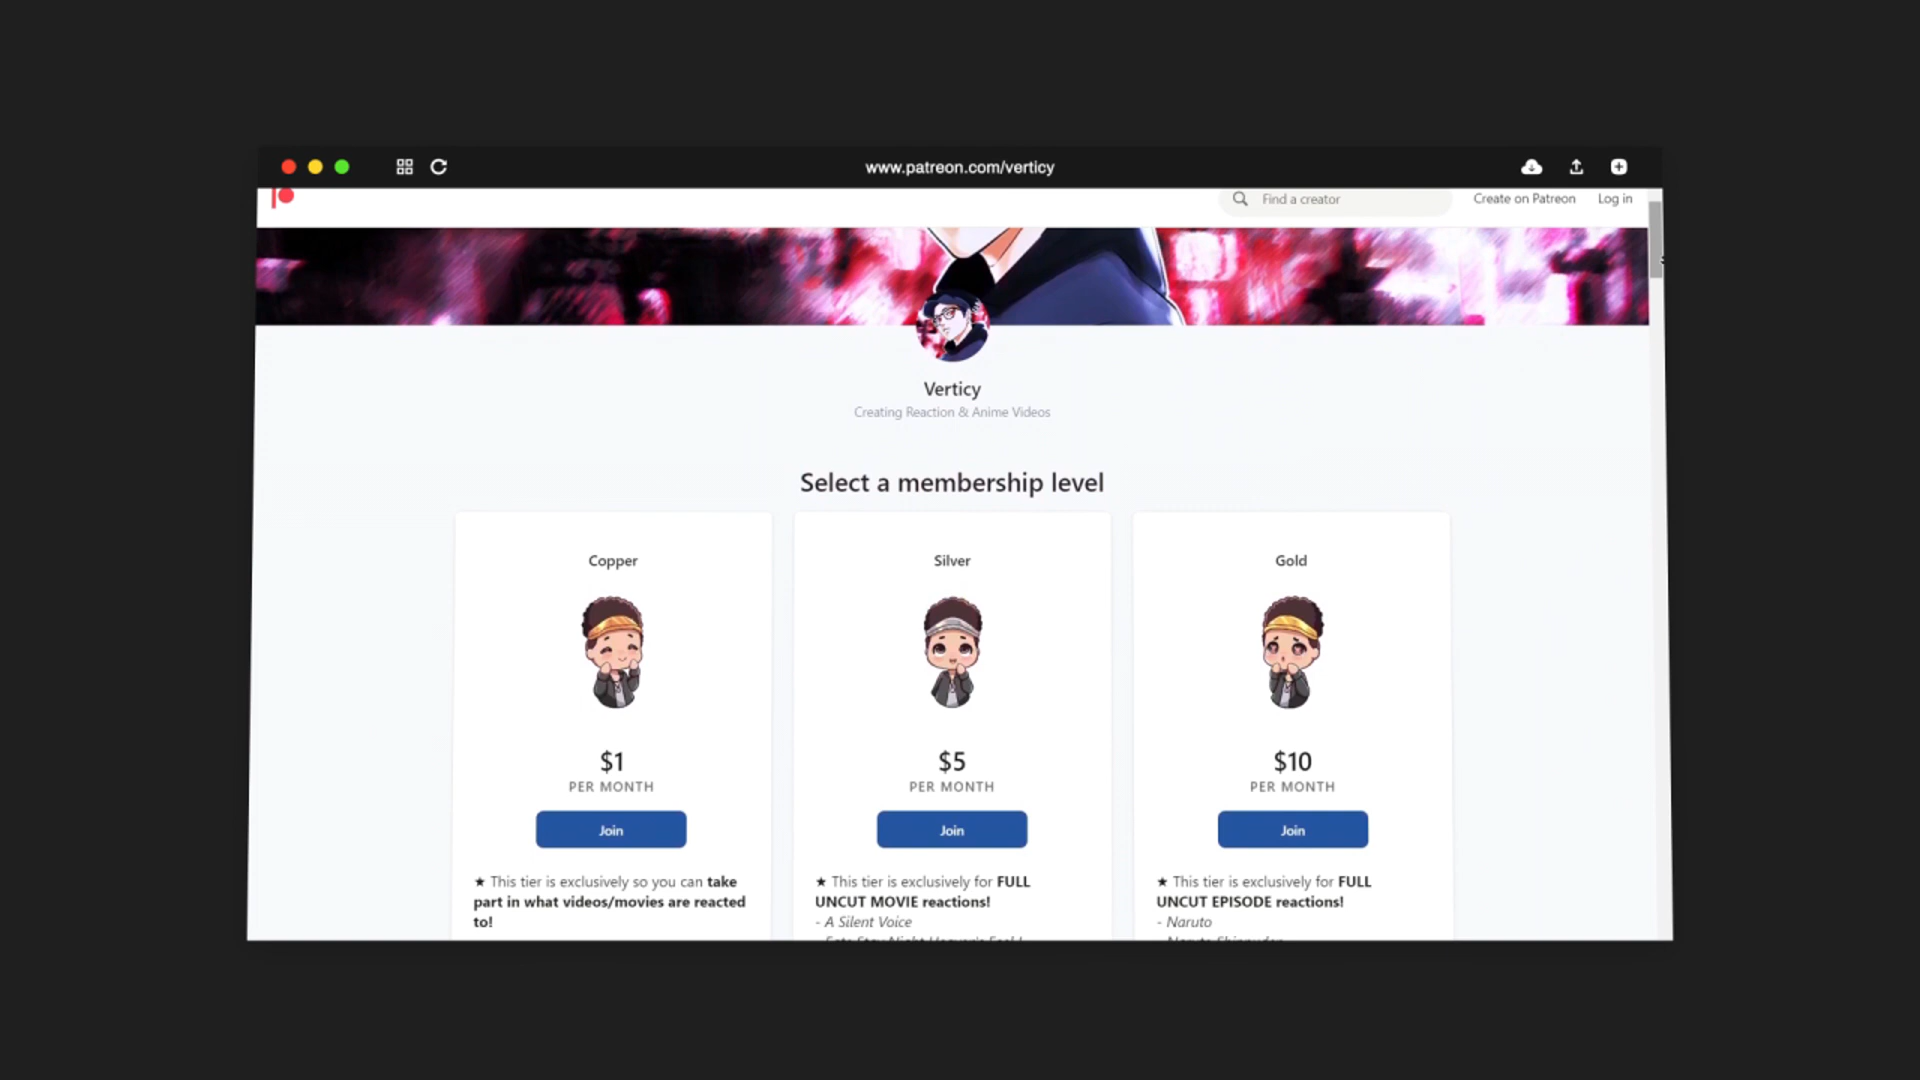 www.patreon.com/verticy
Find a creator
Create on Patreon
Log in
Verticy
Creating Reaction & Anime Videos
Select a membership level
Copper
$1
PER MONTH
Join
★ This tier is exclusively so you can take
part in what videos/movies are reacted
to!
Silver
$5
PER MONTH
Join
★ This tier is exclusively for FULL
UNCUT MOVIE reactions!
- A Silent Voice
Gold
$10
PER MONTH
Join
★ This tier is exclusively for FULL
UNCUT EPISODE reactions!
- Naruto